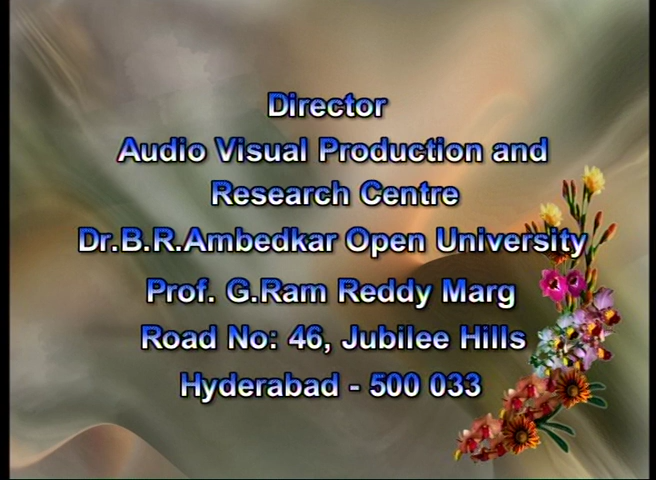 Director
Audio Visual Production and
Research Centre
Dr.B.R.Ambedkar Open University
Prof. G.Ram Reddy Marg
Road No: 46, Jubilee Hills
Hyderabad - 500 033